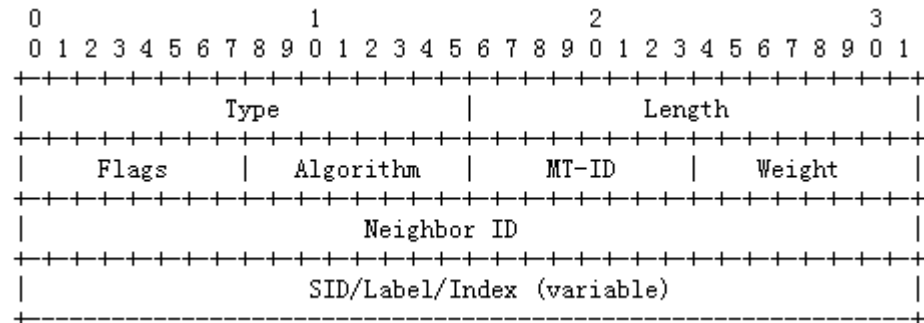 0                   1                   2                   3
0 1 2 3 4 5 6 7 8 9 0 1 2 3 4 5 6 7 8 9 0 1 2 3 4 5 6 7 8 9 0 1
+-+-+-+-+-+-+-+-+-+-+-+-+-+-+-+-+-+-+-+-+-+-+-+-+-+-+-+-+-+-+-+-+
| Type | Length |
+-+-+-+-+-+-+-+-+-+-+-+-+-+-+-+-+-+-+-+-+-+-+-+-+-+-+-+-+-+-+-+-+
| Flags | Algorithm | MT-ID | Weight |
+-+-+-+-+-+-+-+-+-+-+-+-+-+-+-+-+-+-+-+-+-+-+-+-+-+-+-+-+-+-+-+-+
| Neighbor ID |
+-+-+-+-+-+-+-+-+-+-+-+-+-+-+-+-+-+-+-+-+-+-+-+-+-+-+-+-+-+-+-+-+
| SID/Label/Index (variable) |
+---------------------------------------------------------------+